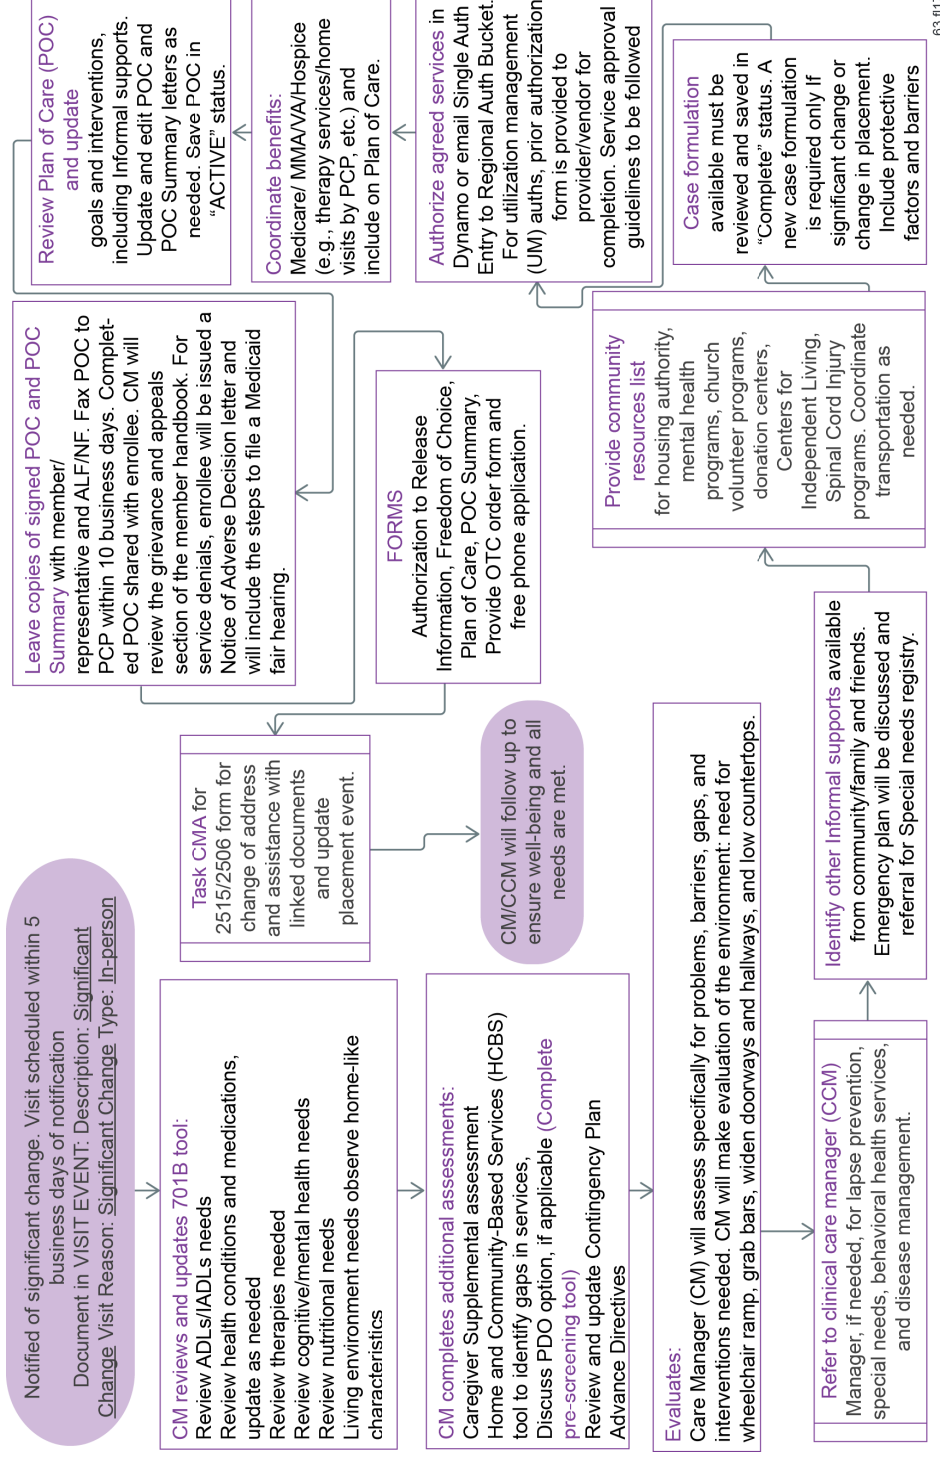 Notified of significant change. Visit scheduled within 5
business days of notification
Document in VISIT EVENT: Description: Significant
Change Visit Reason: Significant Change Type: In-person
CM reviews and updates 701B tool:
Review ADLs/IADLs needs
Review health conditions and medications,
update as needed
Review therapies needed
Review cognitive/mental health needs
Review nutritional needs
Living environment needs observe home-like
characteristics
CM completes additional assessments:
Caregiver Supplemental assessment
Home and Community-Based Services (HCBS)
tool to identify gaps in services,
Discuss PDO option, if applicable (Complete
pre-screening tool)
Review and update Contingency Plan
Advance Directives
Evaluates:
Care Manager (CM) will assess specifically for problems, barriers, gaps, and
interventions needed. CM will make evaluation of the environment: need for
wheelchair ramp, grab bars, widen doorways and hallways, and low countertops.
Refer to clinical care manager (CCM)
Manager, if needed, for lapse prevention,
special needs, behavioral health services,
and disease management.
Identify other Informal supports available
from community/family and friends.
Emergency plan will be discussed and
referral for Special needs registry.
Provide community
resources list
for housing authority,
mental health
programs, church
volunteer programs,
donation centers,
Centers for
Independent Living,
Spinal Cord Injury
programs. Coordinate
transportation as
needed.
Case formulation
available must be
reviewed and saved in
“Complete” status. A
new case formulation
is required only If
significant change or
change in placement.
Include protective
factors and barriers
Authorize agreed services in
Dynamo or email Single Auth
Entry to Regional Auth Bucket.
For utilization management
(UM) auths, prior authorization
form is provided to
provider/vendor for
completion. Service approval
guidelines to be followed
Coordinate benefits:
Medicare/ MMA/VA/Hospice
(e.g., therapy services/home
visits by PCP, etc.) and
include on Plan of Care.
Review Plan of Care (POC)
and update
goals and interventions,
including Informal supports.
Update and edit POC and
POC Summary letters as
needed. Save POC in
“ACTIVE” status.
Leave copies of signed POC and POC
Summary with member/
representative and ALF/NF. Fax POC to
PCP within 10 business days. Complet-
ed POC shared with enrollee. CM will
review the grievance and appeals
section of the member handbook. For
service denials, enrollee will be issued a
Notice of Adverse Decision letter and
will include the steps to file a Medicaid
fair hearing.
FORMS
Authorization to Release
Information, Freedom of Choice,
Plan of Care, POC Summary,
Provide OTC order form and
free phone application.
Task CMA for
2515/2506 form for
change of address
and assistance with
linked documents
and update
placement event.
CM/CCM will follow up to
ensure well-being and all
needs are met.